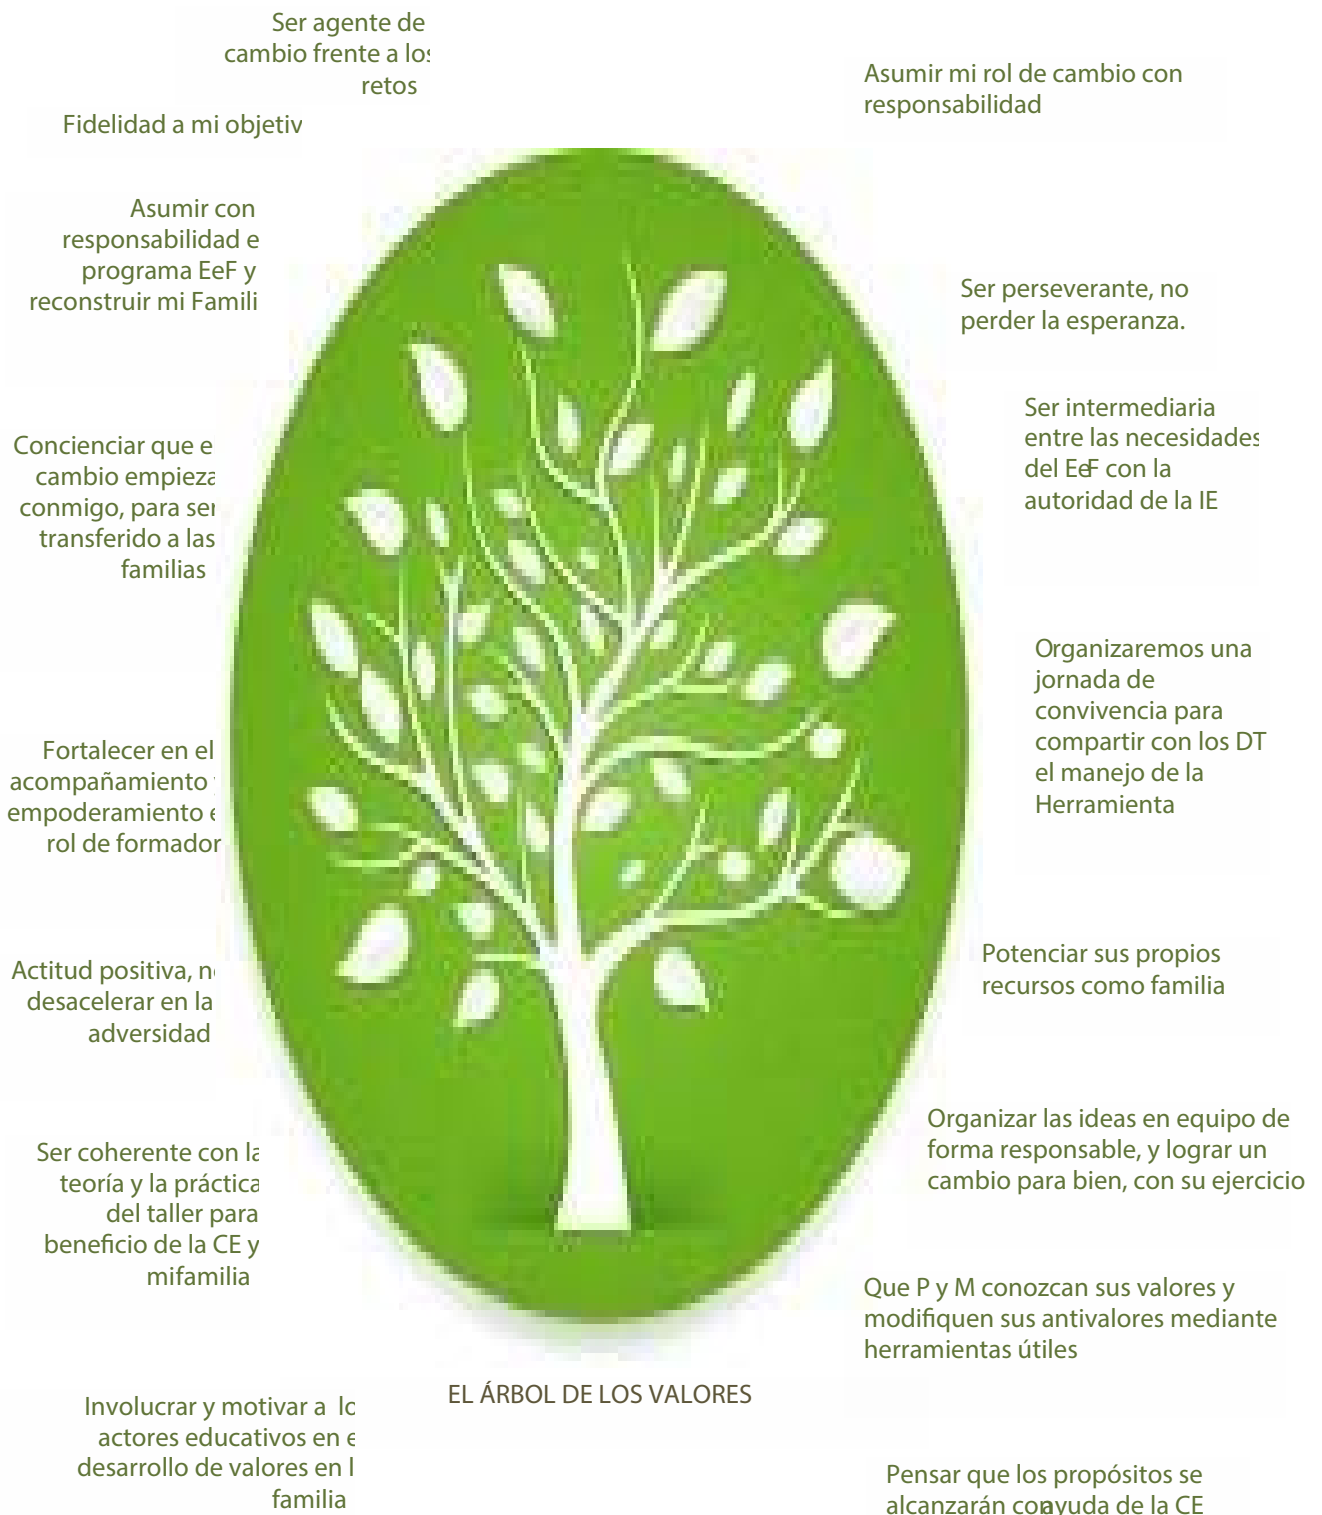 Ser agente de
cambio frente a los
retos
Fidelidad a mi objetiv
Asumir con
responsabilidad e
programa EeF y
reconstruir mi Famili
Concienciar que e
cambio empieza
conmigo, para ser
transferido a las
familias
Fortalecer en el
acompañamiento
empoderamiento e
rol de formador
Actitud positiva, n
desacelerar en la
adversidad
Ser coherente con la
teoría y la práctica
del taller para
beneficio de la CE y
mifamilia
Involucrar y motivar a lo
actores educativos en e
desarrollo de valores en l
familia
EL ÁRBOL DE LOS VALORES
Asumir mi rol de cambio con
responsabilidad
Ser perseverante, no
perder la esperanza.
Ser intermediaria
entre las necesidades
del EeF con la
autoridad de la IE
Organizaremos una
jornada de
convivencia para
compartir con los DT
el manejo de la
Herramienta
Potenciar sus propios
recursos como familia
Organizar las ideas en equipo de
forma responsable, y lograr un
cambio para bien, con su ejercicio
Que P y M conozcan sus valores y
modifiquen sus antivalores mediante
herramientas útiles
Pensar que los propósitos se
alcanzarán con ayuda de la CE